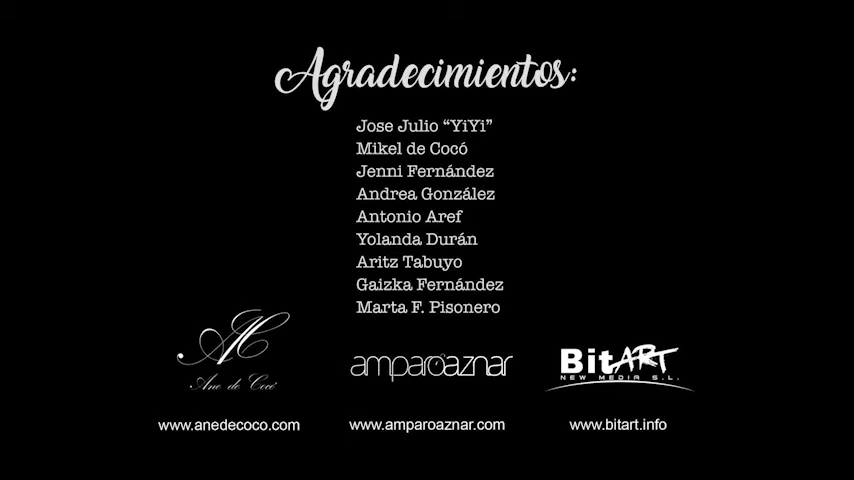 Agradecimientos:
Jose Julio “YiYi”
Mikel de Cocó
Jenni Fernández
Andrea González
Antonio Aref
Yolanda Durán
Aritz Tabuyo
Gaizka Fernández
Marta F. Pisonero
AC
Ane de Cocó
amparoaznar
BitART
NEW MEDIA S.L.
www.anedecoco.com
www.amparoaznar.com
www.bitart.info